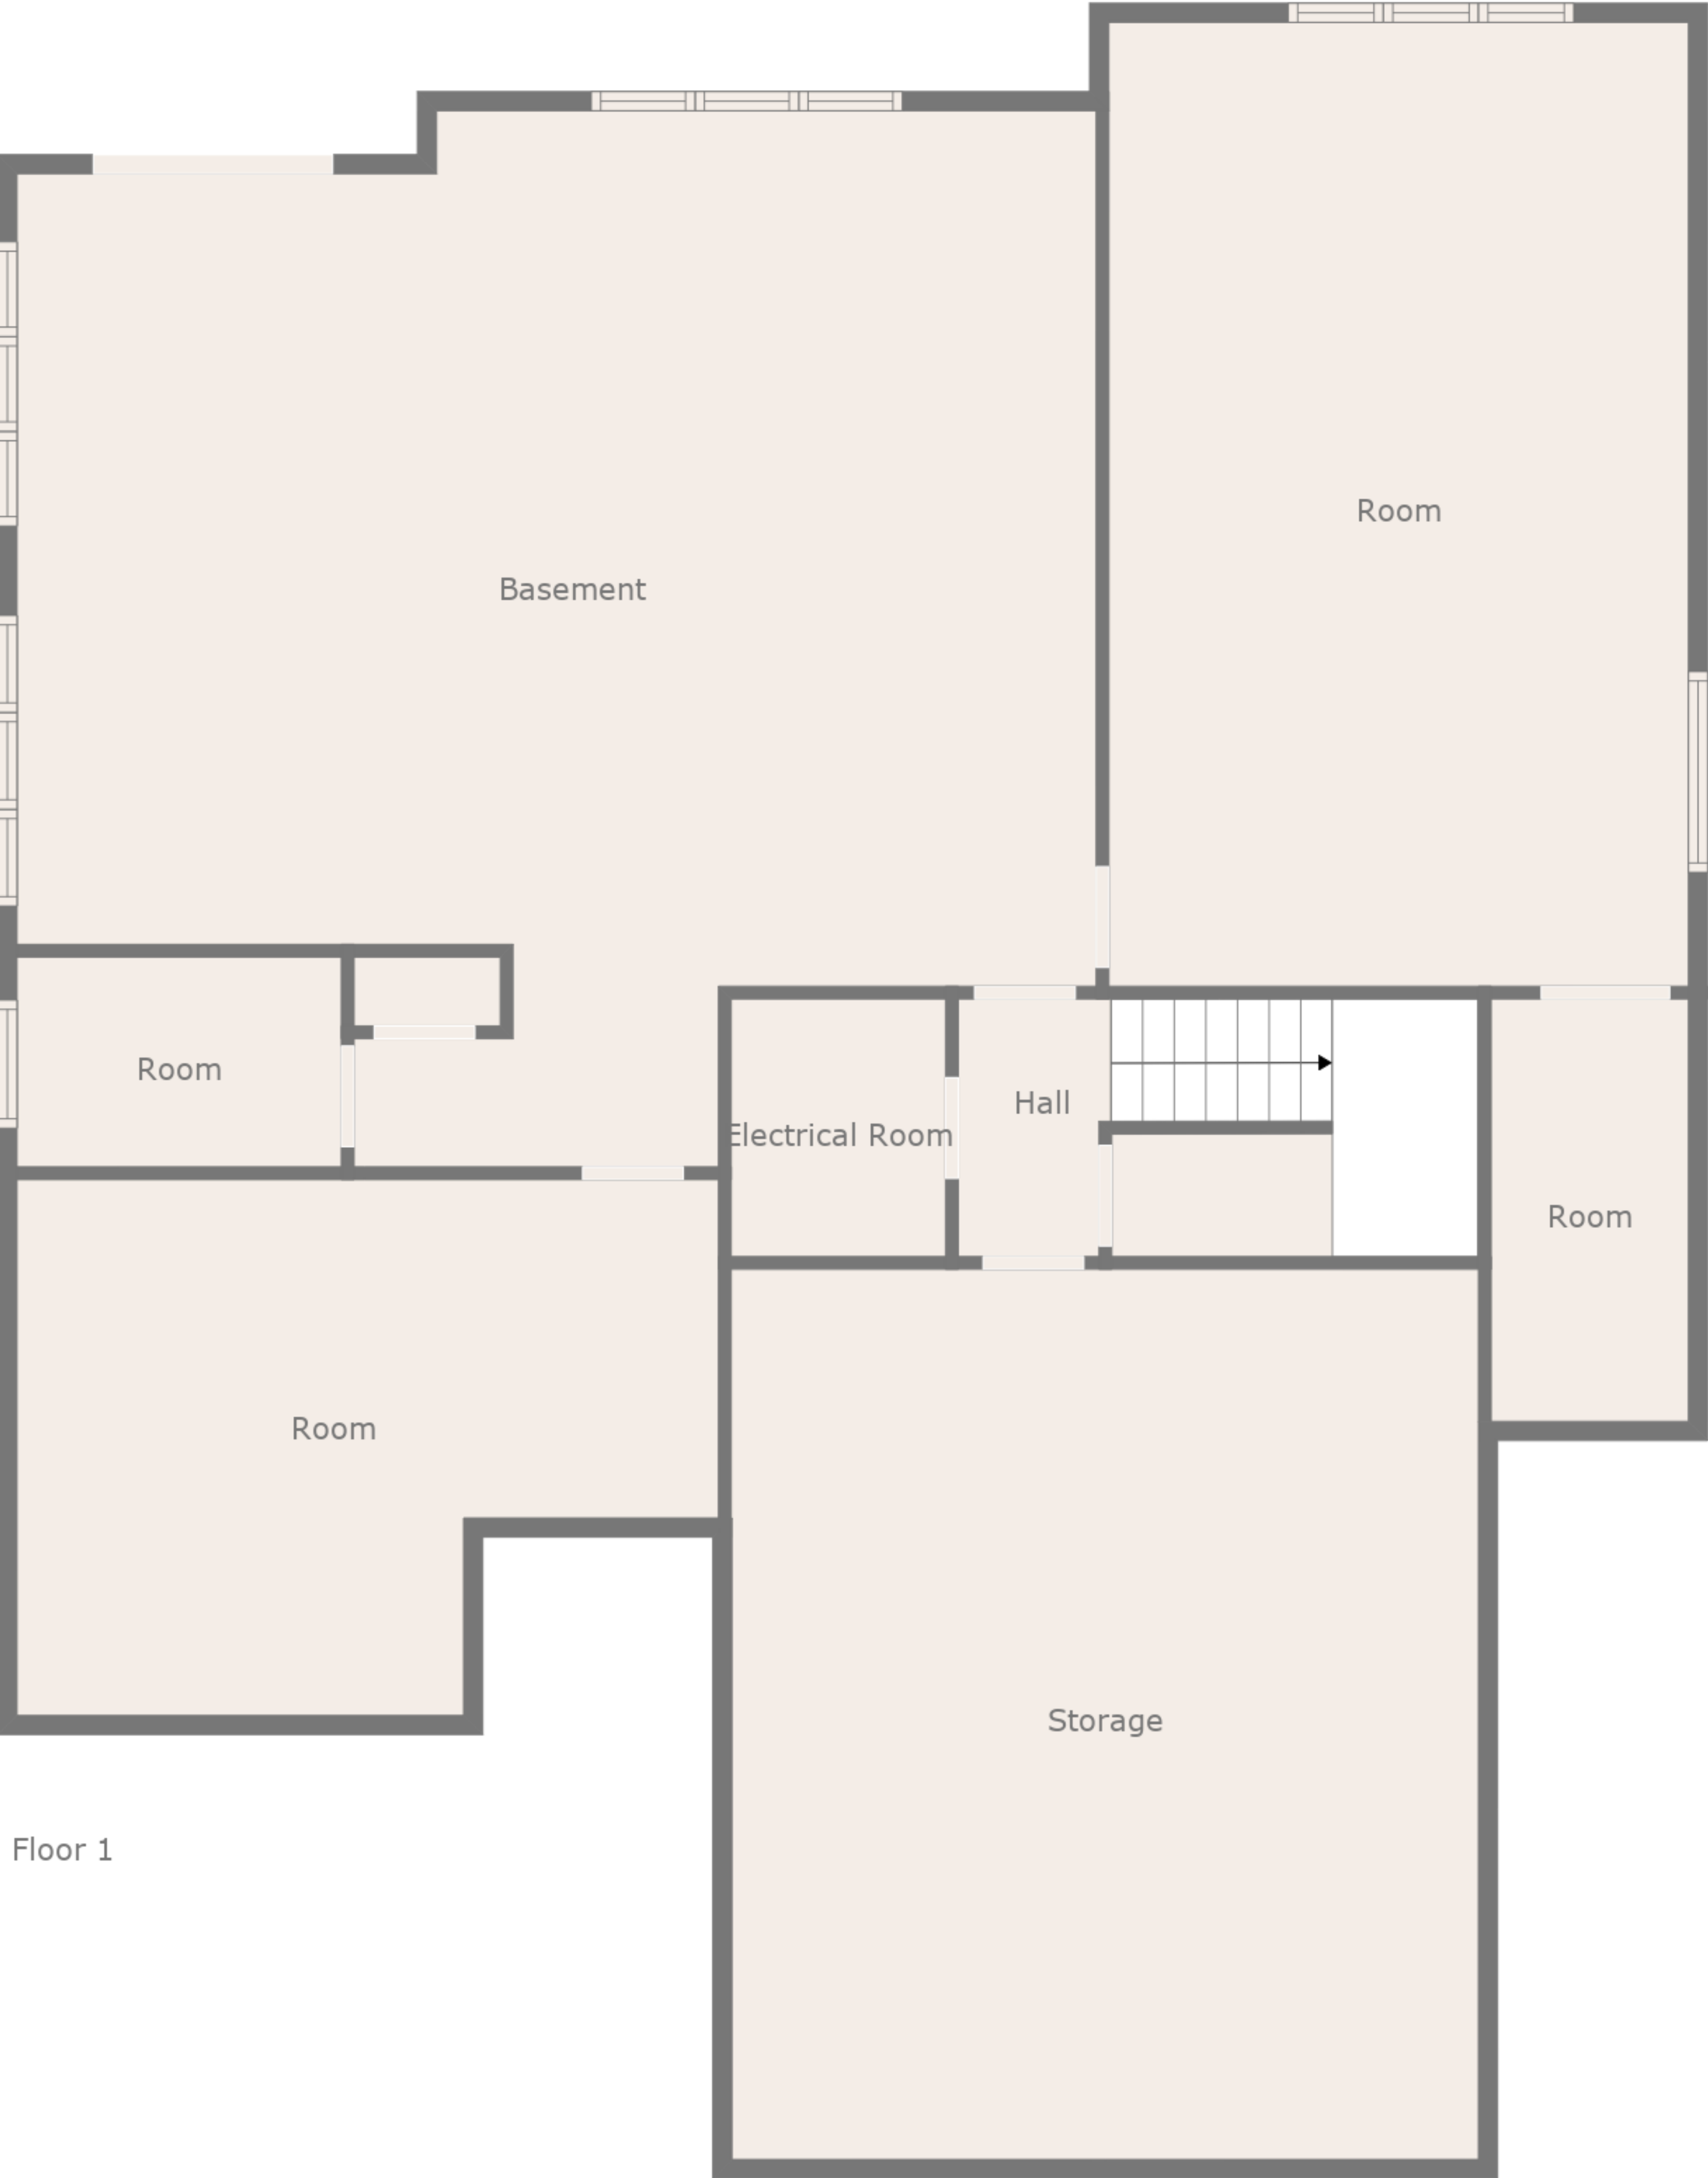 Room
Basement
Room
Hall
Electrical Room
Room
Room
Storage
Floor 1